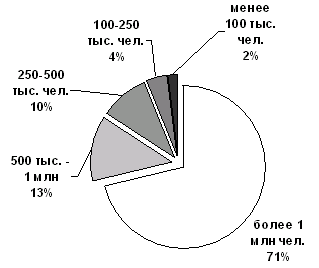 менее
100 тыс.
чел.
2%
100-250
тыс. чел.
4%
250-500
тыс. чел.
10%
500 тыс. -
1 млн
13%
более 1
млн чел.
71%